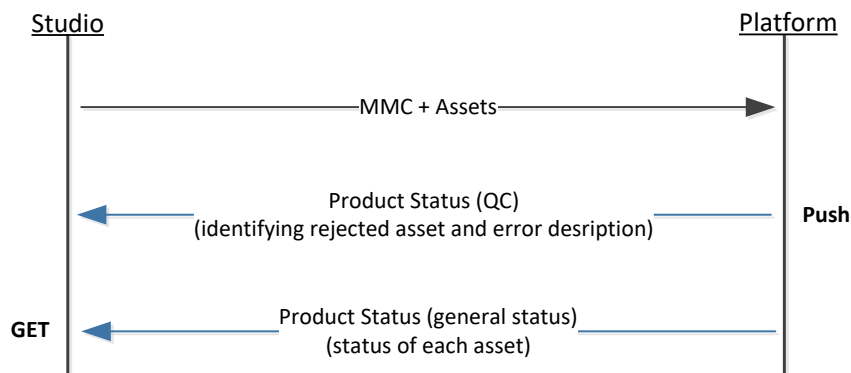 Studio
Platform
MMC + Assets
Product Status (QC)
(identifying rejected asset and error desription)
Push
Product Status (general status)
(status of each asset)
GET